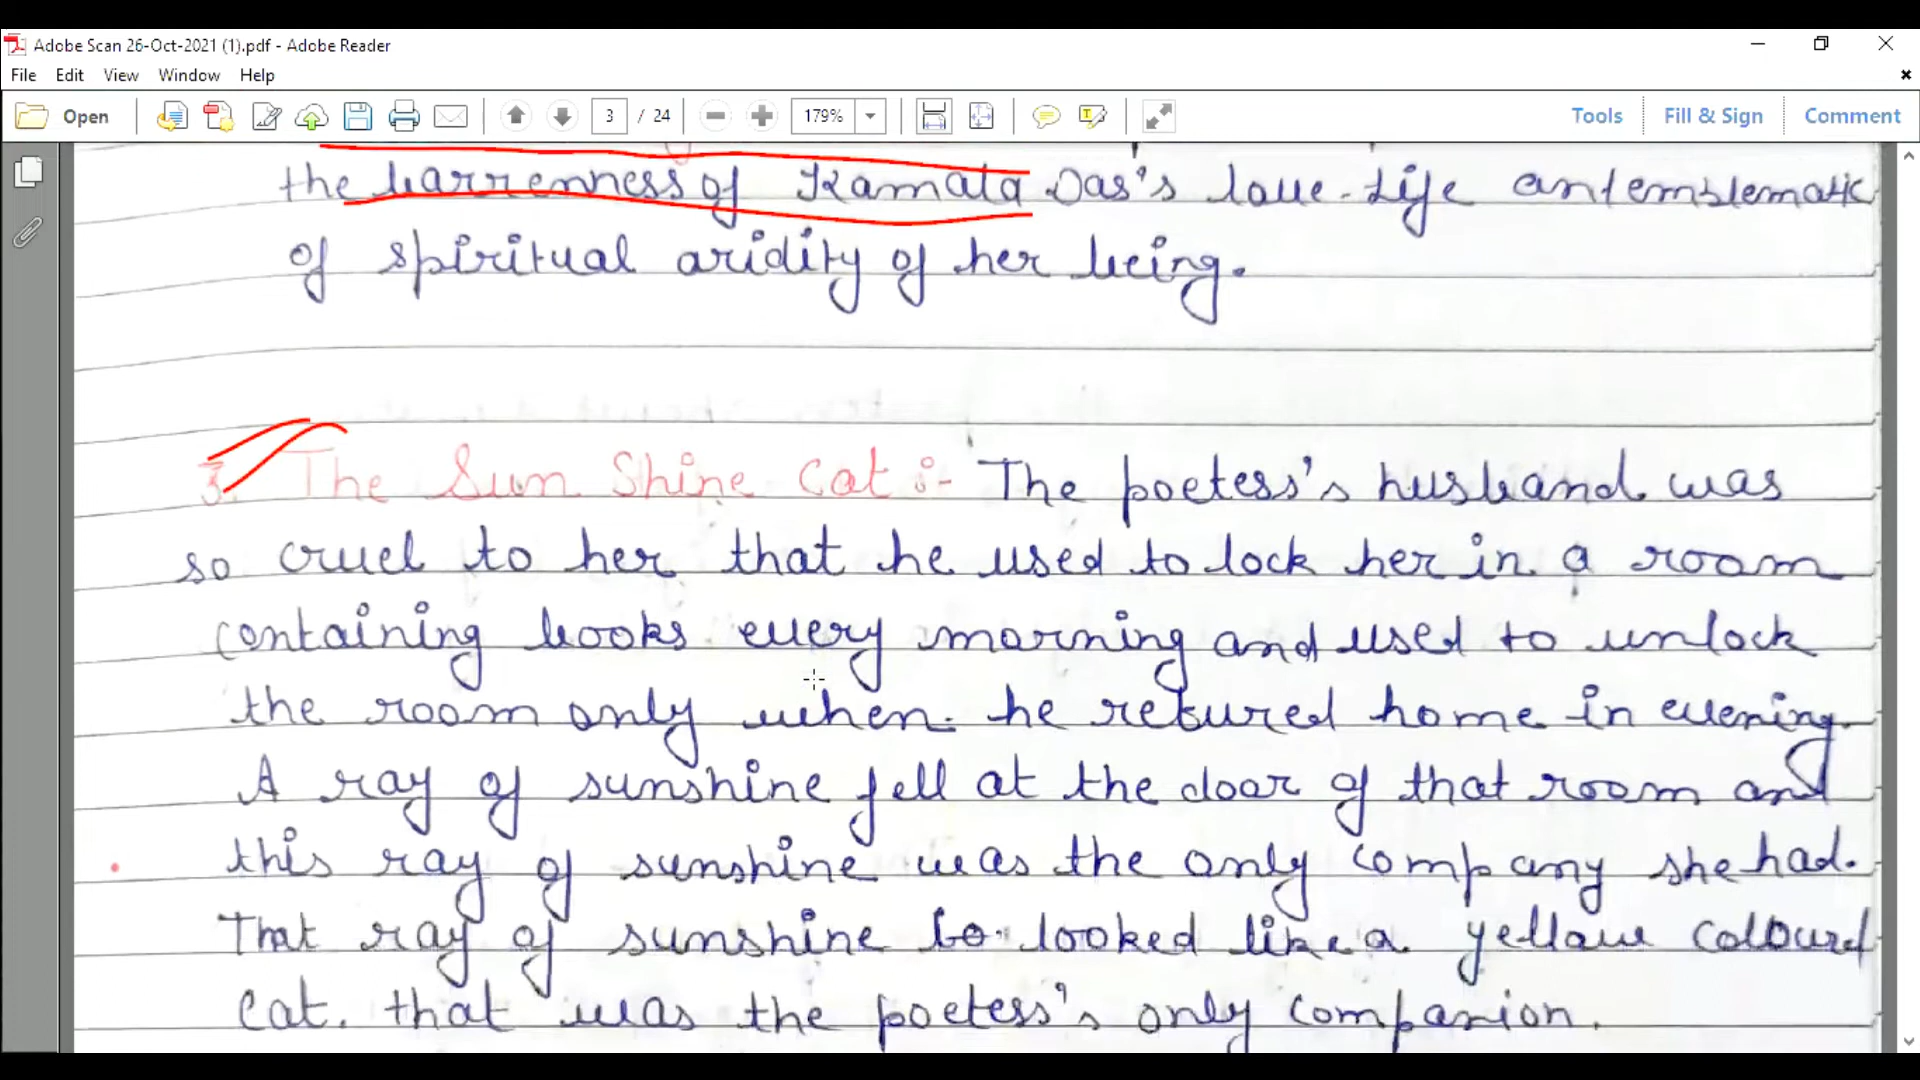 Adobe Scan 26-Oct-2021 (1).pdf - Adobe Reader
File Edit View Window Help
Open 3 / 24 179% Tools Fill & Sign Comment
the barrenness of Kamala Das's love-life an emblematic
of spiritual aridity of her being.
3. The Sun Shine Cat :- The poetess's husband was
so cruel to her that he used to lock her in a room
containing books every morning and used to unlock
the room only when he retured home in evening.
A ray of sunshine fell at the door of that room and
this ray of sunshine was the only company she had.
That ray of sunshine looked like a yellow coloured
Cat. that was the poetess's only companion.